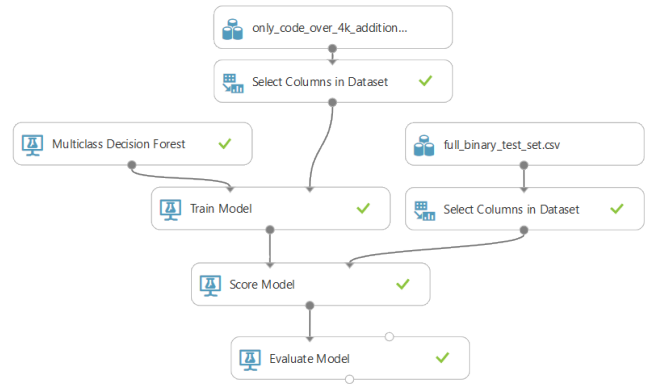 only_code_over_4k_addition...
Select Columns in Dataset
Multiclass Decision Forest
full_binary_test_set.csv
Train Model
Select Columns in Dataset
Score Model
Evaluate Model